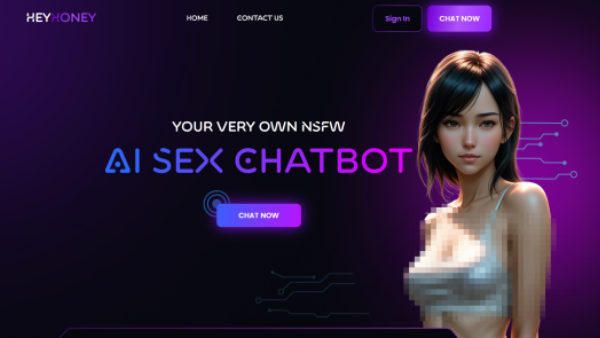 HEYHONEY
HOME
CONTACT US
Sign In
CHAT NOW
YOUR VERY OWN NSFW
AI SEX CHATBOT
CHAT NOW